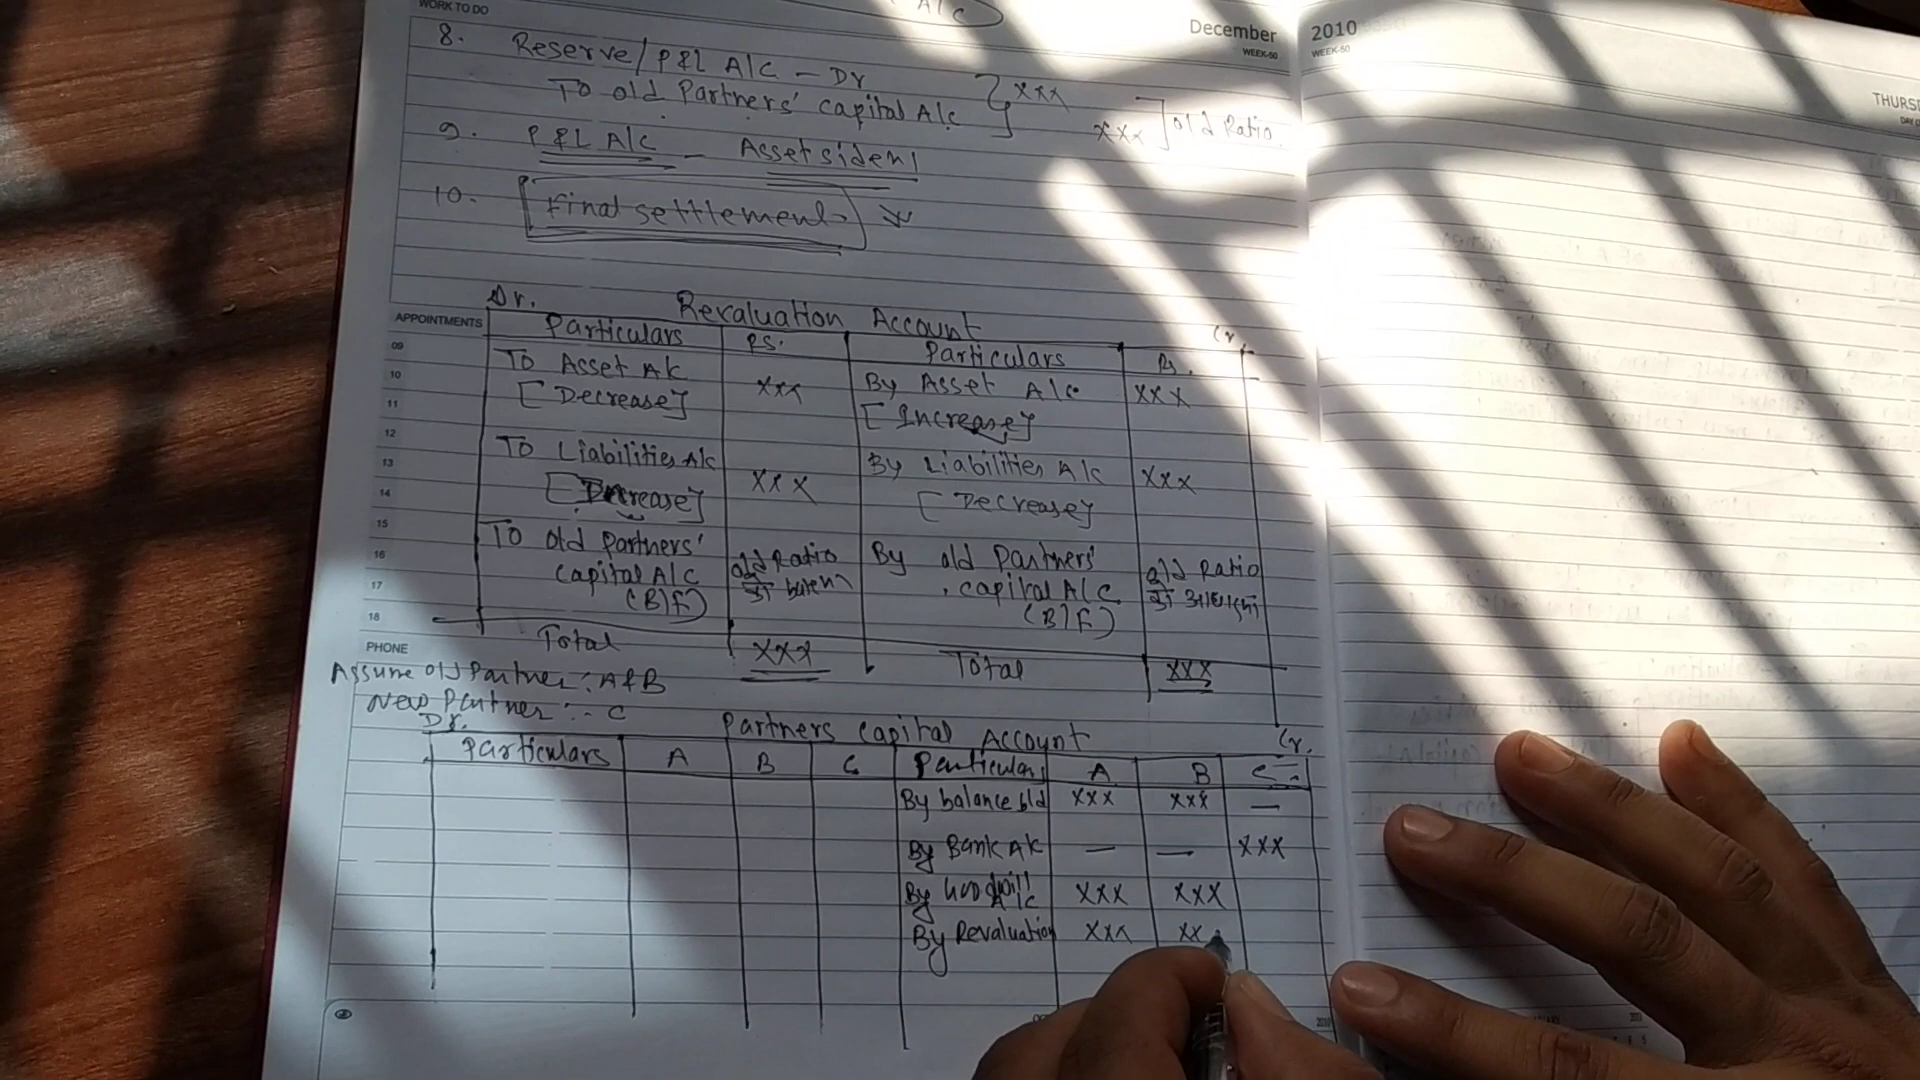 WORK TO DO
A/C
December
WEEK-50
2010
WEEK-50
8. Reserve/P&L A/C - Dr } xxx
To old Partners' capital A/c xxx ] old Ratio
9. P&L A/C - Asset side
10. Final settlement
THURS
DAY
Dr. Revaluation Account Cr.
APPOINTMENTS
Particulars Rs. Particulars Rs.
09
To Asset A/c xxx By Asset A/c xxx
10
[Decrease] [Increase]
11
12
To Liabilities A/c xxx By Liabilities A/c xxx
13
[Increase] [Decrease]
14
15
To old Partners' old Ratio By old Partners' old Ratio
16
capital A/C capital A/C
17
(B/F) (B/F)
18
Total xxx Total xxx
PHONE
Assume old Partner :- A & B
New Partner :- C
Dr. Partners capital Account Cr.
Particulars A B C Particulars A B C
By balance b/d xxx xxx —
By Bank A/c — — xxx
By Goodwill A/c xxx xxx
By Revaluation xxx xx